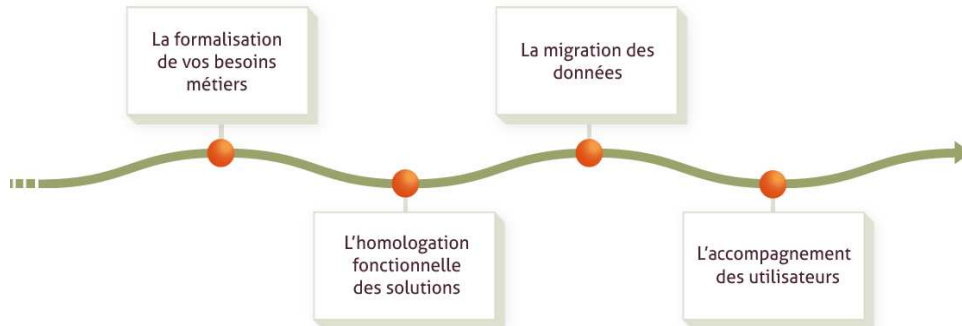 La formalisation
de vos besoins
métiers
L'homologation
fonctionnelle
des solutions
La migration des
données
L'accompagnement
des utilisateurs